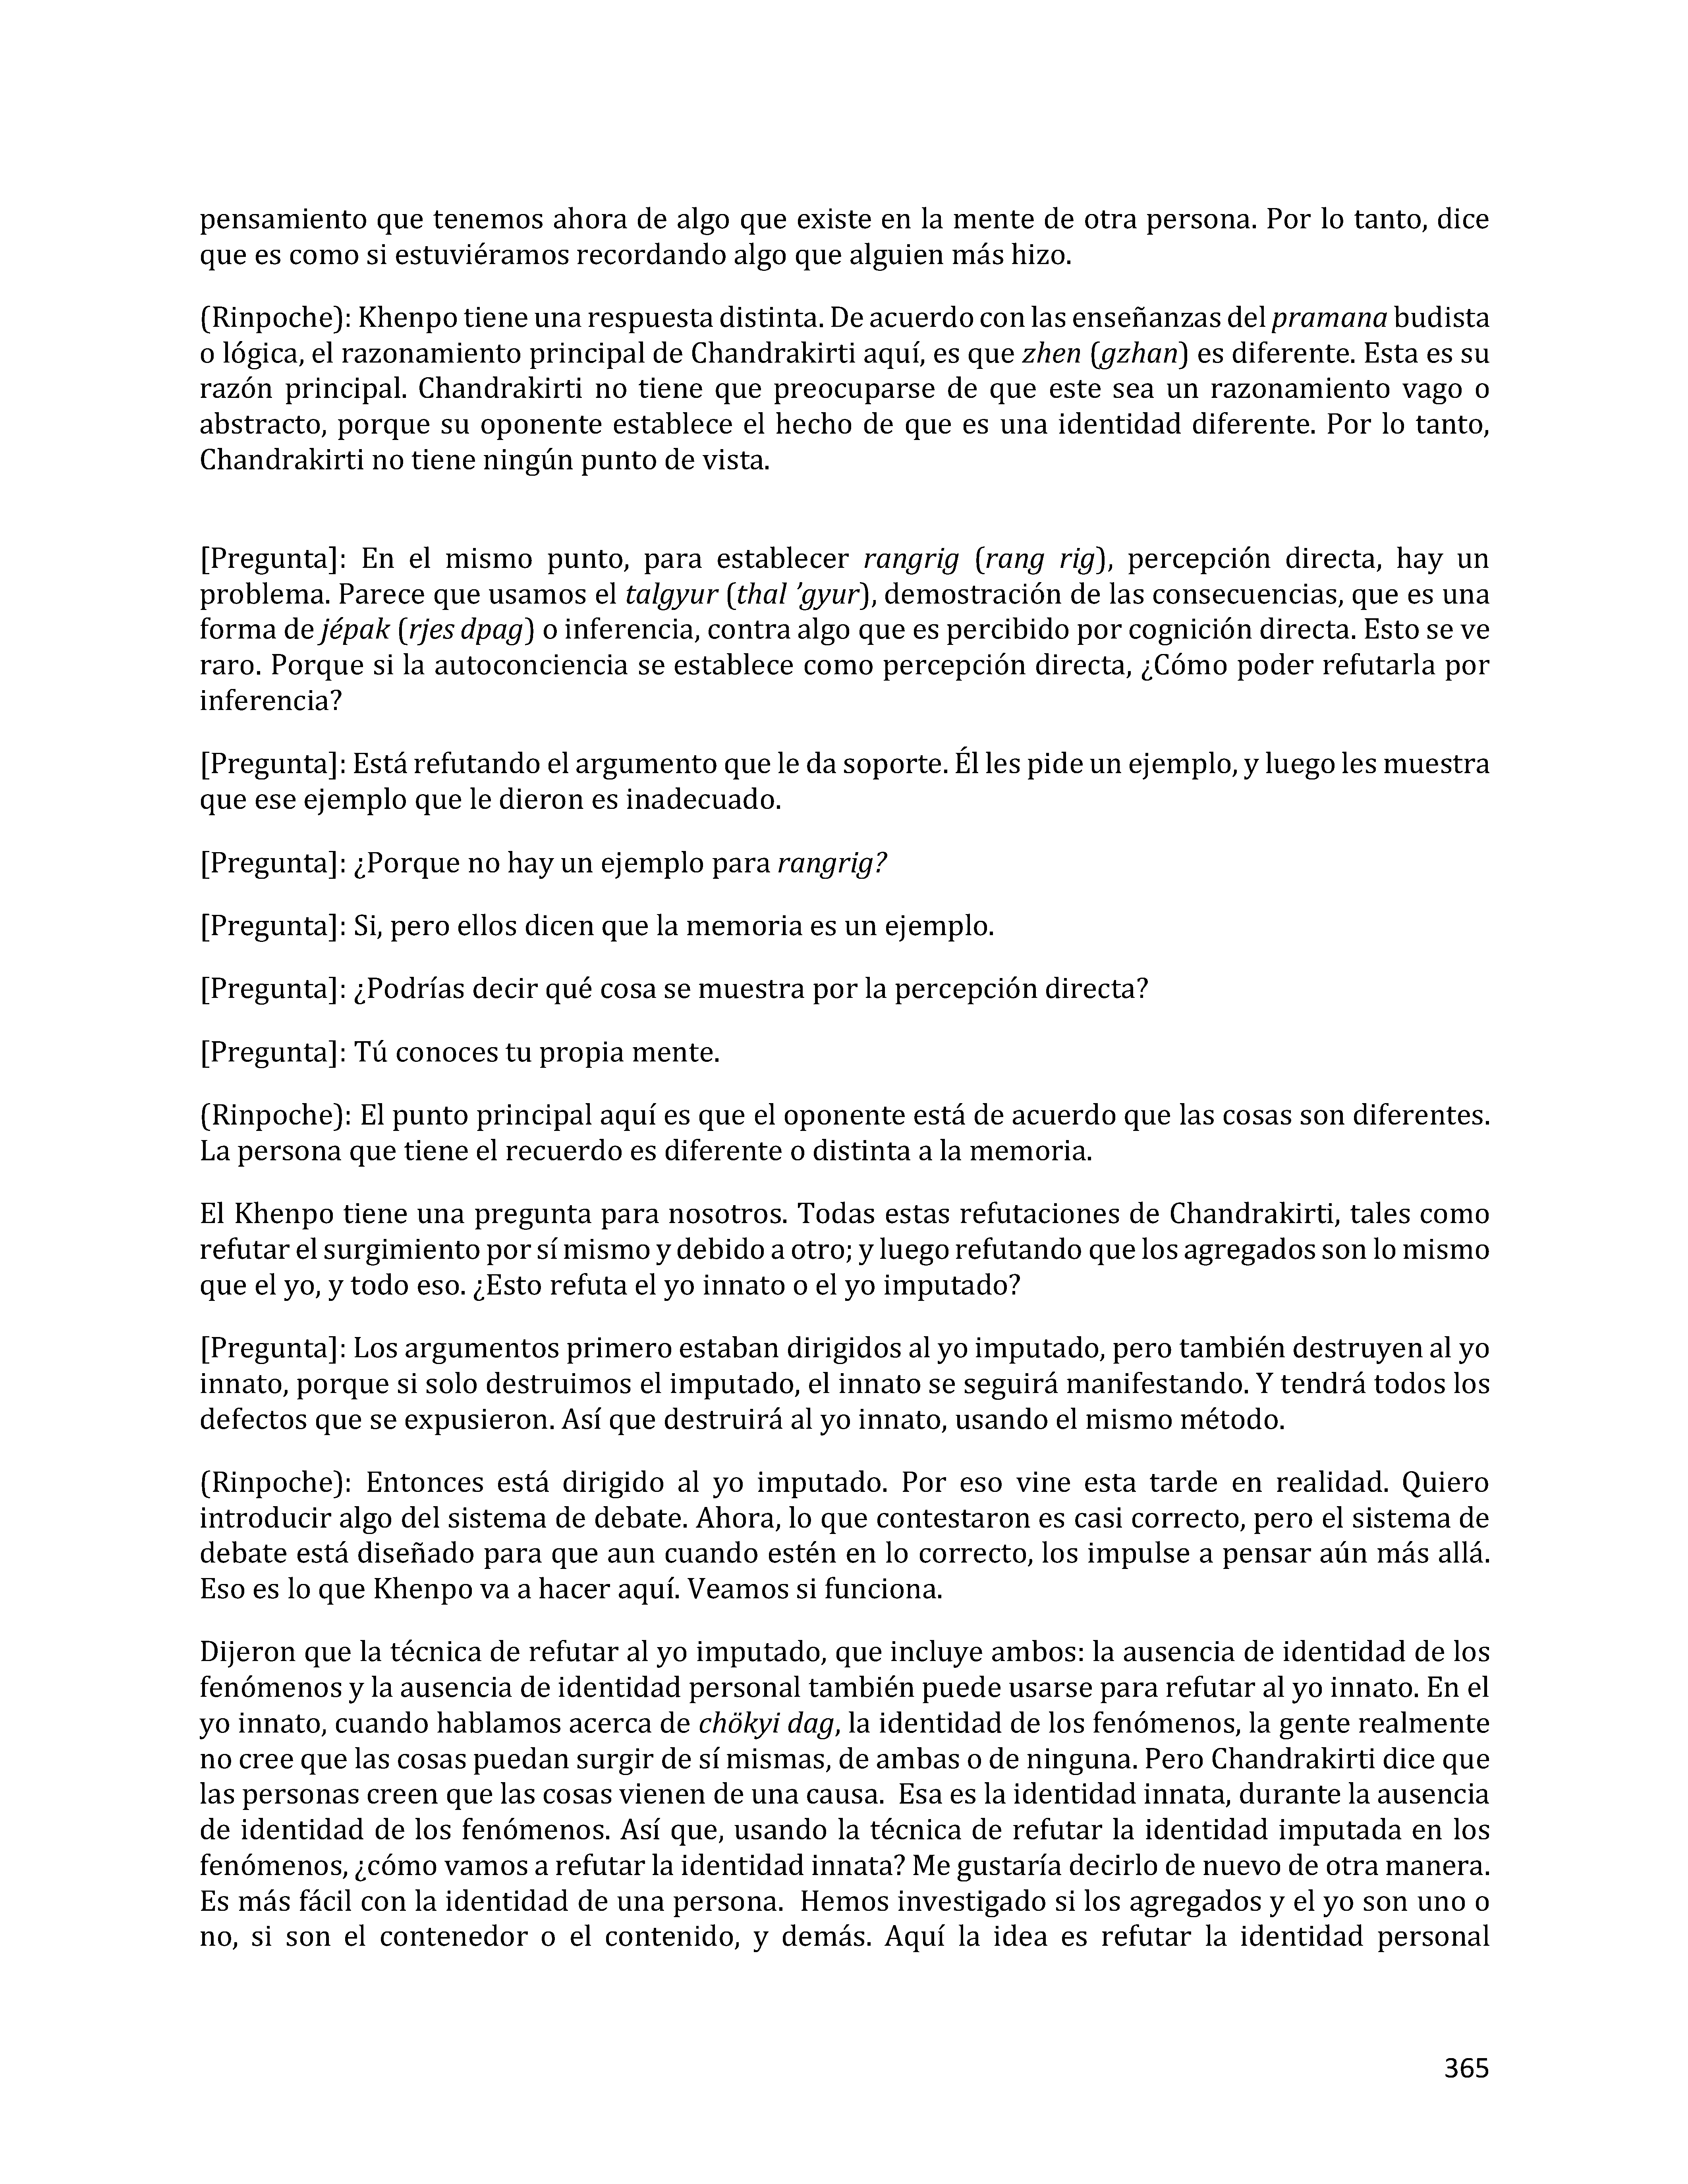 pensamiento que tenemos ahora de algo que existe en la mente de otra persona. Por lo tanto, dice
que es como si estuviéramos recordando algo que alguien más hizo.
(Rinpoche): Khenpo tiene una respuesta distinta. De acuerdo con las enseñanzas del pramana budista
o lógica, el razonamiento principal de Chandrakirti aquí, es que zhen (gzhan) es diferente. Esta es su
razón principal. Chandrakirti no tiene que preocuparse de que este sea un razonamiento vago o
abstracto, porque su oponente establece el hecho de que es una identidad diferente. Por lo tanto,
Chandrakirti no tiene ningún punto de vista.
[Pregunta]: En el mismo punto, para establecer rangrig (rang rig), percepción directa, hay un
problema. Parece que usamos el talgyur (thal ’gyur), demostración de las consecuencias, que es una
forma de jépak (rjes dpag) o inferencia, contra algo que es percibido por cognición directa. Esto se ve
raro. Porque si la autoconciencia se establece como percepción directa, ¿Cómo poder refutarla por
inferencia?
[Pregunta]: Está refutando el argumento que le da soporte. Él les pide un ejemplo, y luego les muestra
que ese ejemplo que le dieron es inadecuado.
[Pregunta]: ¿Porque no hay un ejemplo para rangrig?
[Pregunta]: Si, pero ellos dicen que la memoria es un ejemplo.
[Pregunta]: ¿Podrías decir qué cosa se muestra por la percepción directa?
[Pregunta]: Tú conoces tu propia mente.
(Rinpoche): El punto principal aquí es que el oponente está de acuerdo que las cosas son diferentes.
La persona que tiene el recuerdo es diferente o distinta a la memoria.
El Khenpo tiene una pregunta para nosotros. Todas estas refutaciones de Chandrakirti, tales como
refutar el surgimiento por sí mismo y debido a otro; y luego refutando que los agregados son lo mismo
que el yo, y todo eso. ¿Esto refuta el yo innato o el yo imputado?
[Pregunta]: Los argumentos primero estaban dirigidos al yo imputado, pero también destruyen al yo
innato, porque si solo destruimos el imputado, el innato se seguirá manifestando. Y tendrá todos los
defectos que se expusieron. Así que destruirá al yo innato, usando el mismo método.
(Rinpoche): Entonces está dirigido al yo imputado. Por eso vine esta tarde en realidad. Quiero
introducir algo del sistema de debate. Ahora, lo que contestaron es casi correcto, pero el sistema de
debate está diseñado para que aun cuando estén en lo correcto, los impulse a pensar aún más allá.
Eso es lo que Khenpo va a hacer aquí. Veamos si funciona.
Dijeron que la técnica de refutar al yo imputado, que incluye ambos: la ausencia de identidad de los
fenómenos y la ausencia de identidad personal también puede usarse para refutar al yo innato. En el
yo innato, cuando hablamos acerca de chökyi dag, la identidad de los fenómenos, la gente realmente
no cree que las cosas puedan surgir de sí mismas, de ambas o de ninguna. Pero Chandrakirti dice que
las personas creen que las cosas vienen de una causa.  Esa es la identidad innata, durante la ausencia
de identidad de los fenómenos. Así que, usando la técnica de refutar la identidad imputada en los
fenómenos, ¿cómo vamos a refutar la identidad innata? Me gustaría decirlo de nuevo de otra manera.
Es más fácil con la identidad de una persona.  Hemos investigado si los agregados y el yo son uno o
no, si son el contenedor o el contenido, y demás. Aquí la idea es refutar la identidad personal
365